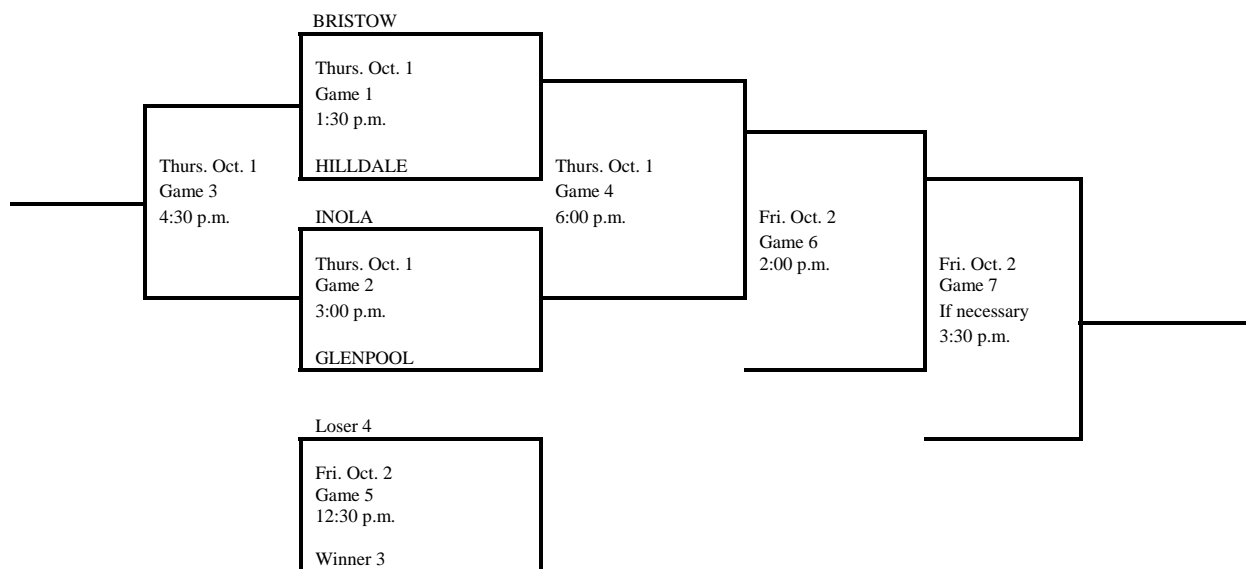 BRISTOW
Thurs. Oct. 1
Game 1
1:30 p.m.
HILLDALE
Thurs. Oct. 1
Game 3
4:30 p.m.
INOLA
Thurs. Oct. 1
Game 2
3:00 p.m.
GLENPOOL
Thurs. Oct. 1
Game 4
6:00 p.m.
Fri. Oct. 2
Game 6
2:00 p.m.
Fri. Oct. 2
Game 7
If necessary
3:30 p.m.
Loser 4
Fri. Oct. 2
Game 5
12:30 p.m.
Winner 3